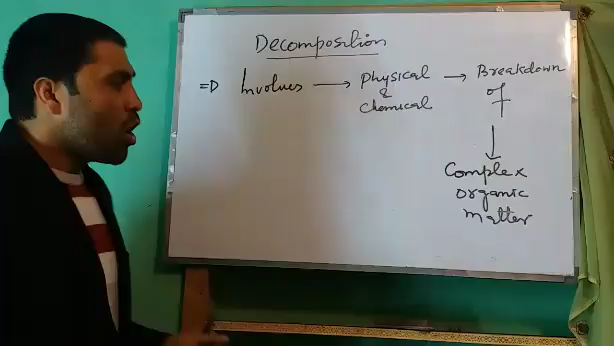 Decomposition
⇒ Involves → Physical & Chemical → Breakdown of
↓
Complex
organic
matter